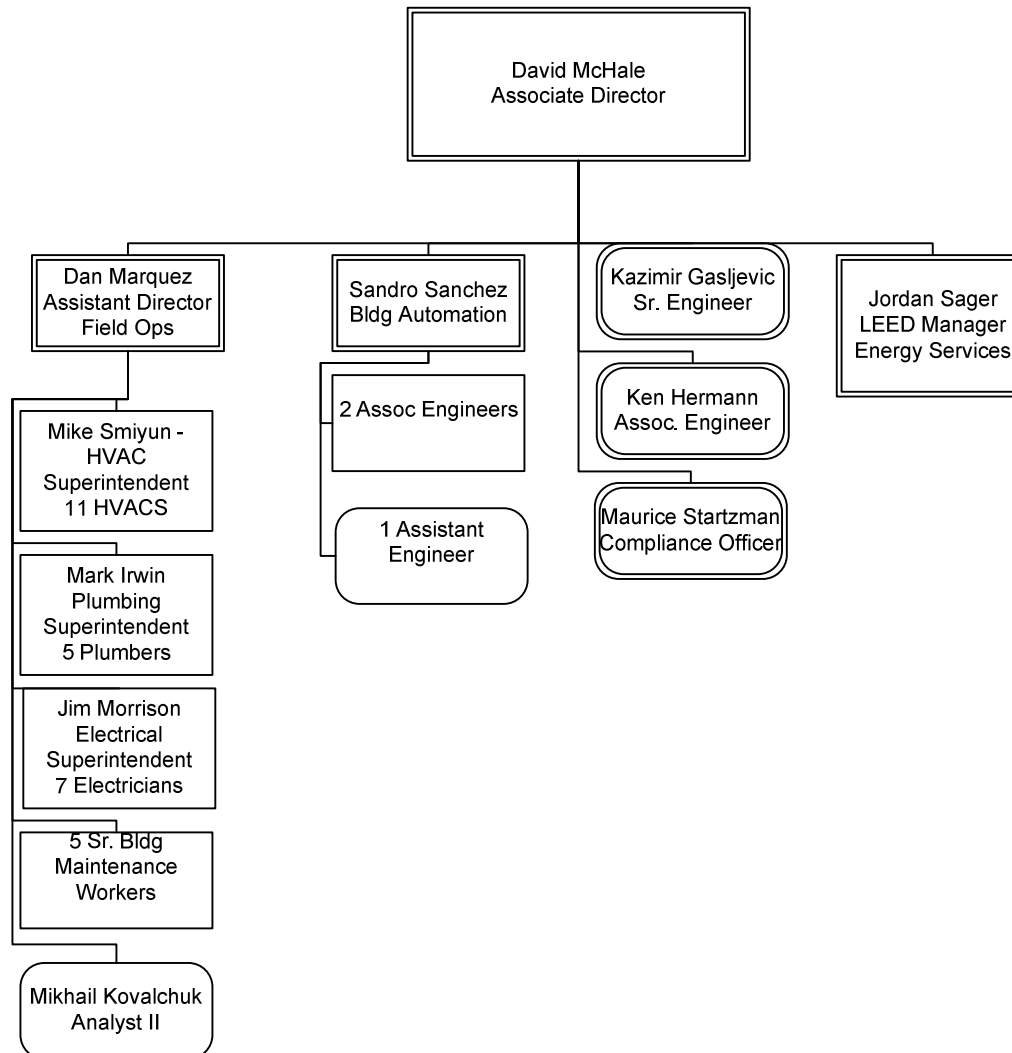 David McHale
Associate Director
Dan Marquez
Assistant Director
Field Ops
Sandro Sanchez
Bldg Automation
Kazimir Gasljevic
Sr. Engineer
Jordan Sager
LEED Manager
Energy Services
Mike Smiyun -
HVAC
Superintendent
11 HVACS
2 Assoc Engineers
Ken Hermann
Assoc. Engineer
Mark Irwin
Plumbing
Superintendent
5 Plumbers
1 Assistant
Engineer
Maurice Startzman
Compliance Officer
Jim Morrison
Electrical
Superintendent
7 Electricians
5 Sr. Bldg
Maintenance
Workers
Mikhail Kovalchuk
Analyst II